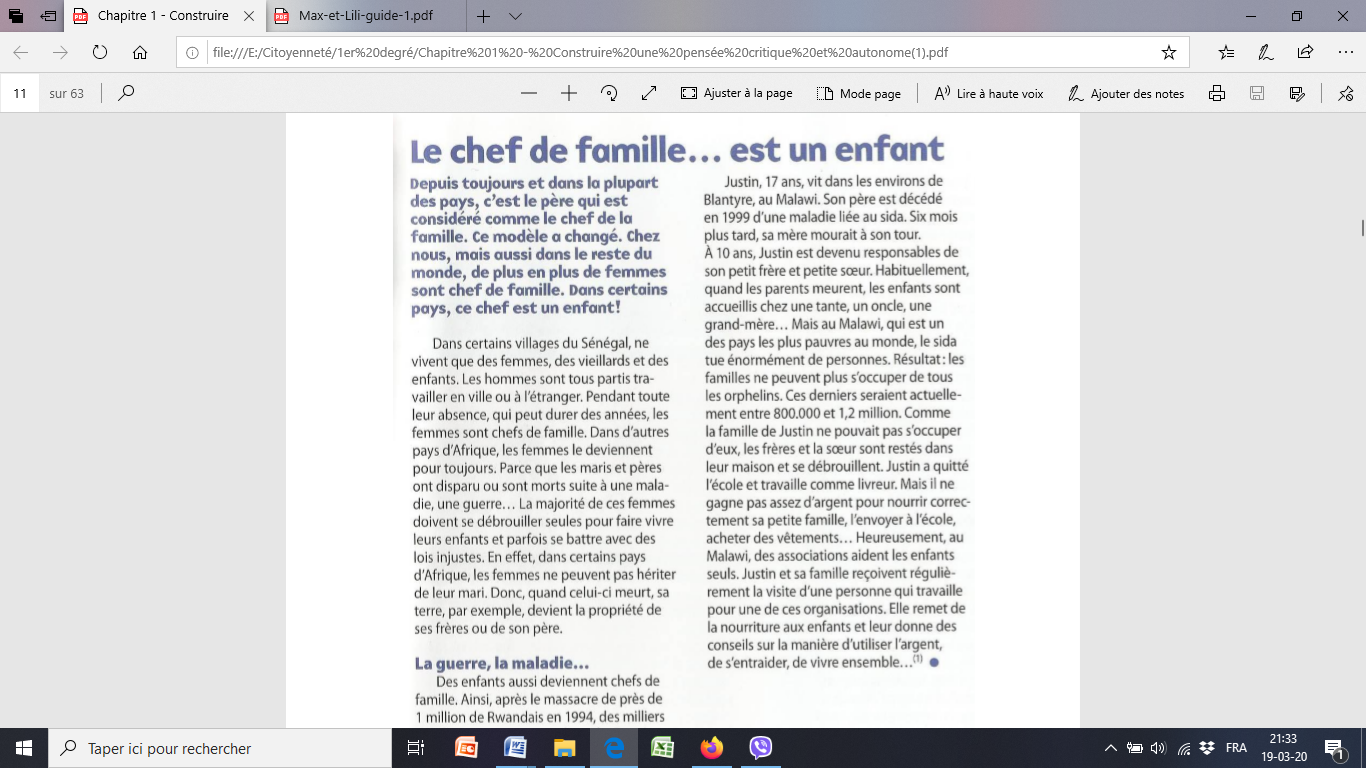 Chapitre 1 - Construire
Max-et-Lili-guide-1.pdf
file:///E:/Citoyenneté/1er%20degré/Chapitre%201%20-%20Construire%20une%20pensée%20critique%20et%20autonome(1).pdf
11 sur 63
Ajuster à la page
Mode page
Lire à haute voix
Ajouter des notes
Le chef de famille... est un enfant
Depuis toujours et dans la plupart
des pays, c'est le père qui est
considéré comme le chef de la
famille. Ce modèle a changé. Chez
nous, mais aussi dans le reste du
monde, de plus en plus de femmes
sont chef de famille. Dans certains
pays, ce chef est un enfant!
Dans certains villages du Sénégal, ne
vivent que des femmes, des vieillards et des
enfants. Les hommes sont tous partis tra-
vailler en ville ou à l'étranger. Pendant toute
leur absence, qui peut durer des années, les
femmes sont chefs de famille. Dans d'autres
pays d'Afrique, les femmes le deviennent
pour toujours. Parce que les maris et pères
ont disparu ou sont morts suite à une mala-
die, une guerre... La majorité de ces femmes
doivent se débrouiller seules pour faire vivre
leurs enfants et parfois se battre avec des
lois injustes. En effet, dans certains pays
d'Afrique, les femmes ne peuvent pas hériter
de leur mari. Donc, quand celui-ci meurt, sa
terre, par exemple, devient la propriété de
ses frères ou de son père.
La guerre, la maladie...
Des enfants aussi deviennent chefs de
famille. Ainsi, après le massacre de près de
1 million de Rwandais en 1994, des milliers
Justin, 17 ans, vit dans les environs de
Blantyre, au Malawi. Son père est décédé
en 1999 d'une maladie liée au sida. Six mois
plus tard, sa mère mourait à son tour.
À 10 ans, Justin est devenu responsables de
son petit frère et petite sœur. Habituellement,
quand les parents meurent, les enfants sont
accueillis chez une tante, un oncle, une
grand-mère... Mais au Malawi, qui est un
des pays les plus pauvres au monde, le sida
tue énormément de personnes. Résultat: les
familles ne peuvent plus s'occuper de tous
les orphelins. Ces derniers seraient actuelle-
ment entre 800.000 et 1,2 million. Comme
la famille de Justin ne pouvait pas s'occuper
d'eux, les frères et la sœur sont restés dans
leur maison et se débrouillent. Justin a quitté
l'école et travaille comme livreur. Mais il ne
gagne pas assez d'argent pour nourrir correc-
tement sa petite famille, l'envoyer à l'école,
acheter des vêtements... Heureusement, au
Malawi, des associations aident les enfants
seuls. Justin et sa famille reçoivent réguliè-
rement la visite d'une personne qui travaille
pour une de ces organisations. Elle remet de
la nourriture aux enfants et leur donne des
conseils sur la manière d'utiliser l'argent,
de s'entraider, de vivre ensemble...(1)
Taper ici pour rechercher
FRA
21:33
19-03-20
1